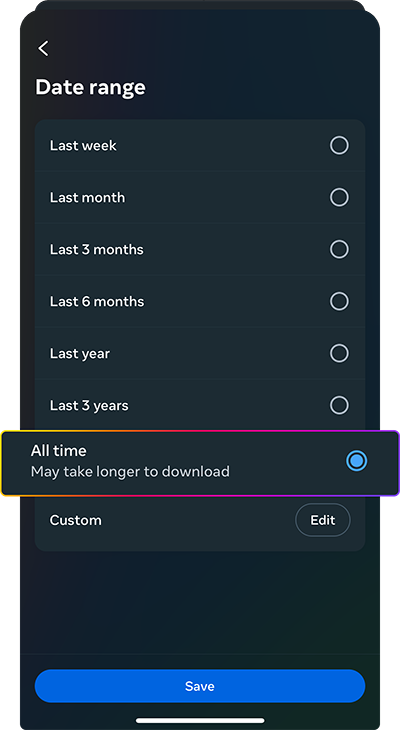 Date range
Last week
Last month
Last 3 months
Last 6 months
Last year
Last 3 years
All time
May take longer to download
Custom
Edit
Save